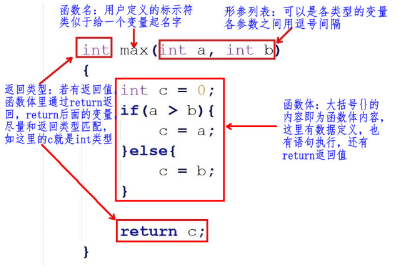 函数名：用户定义的标示符
类似于给一个变量起名字
形参列表：可以是各类型的变量
各参数之间用逗号间隔
int max(int a, int b)
{
返回类型：若有返回值，
函数体里通过return返
回，return后面的变量，
尽量和返回类型匹配，
如这里的c就是int类型
int c = 0;
if(a > b){
c = a;
}else{
c = b;
}
函数体：大括号{}的
内容即为函数体内容，
这里有数据定义，也
有语句执行，还有
return返回值
return c;
}